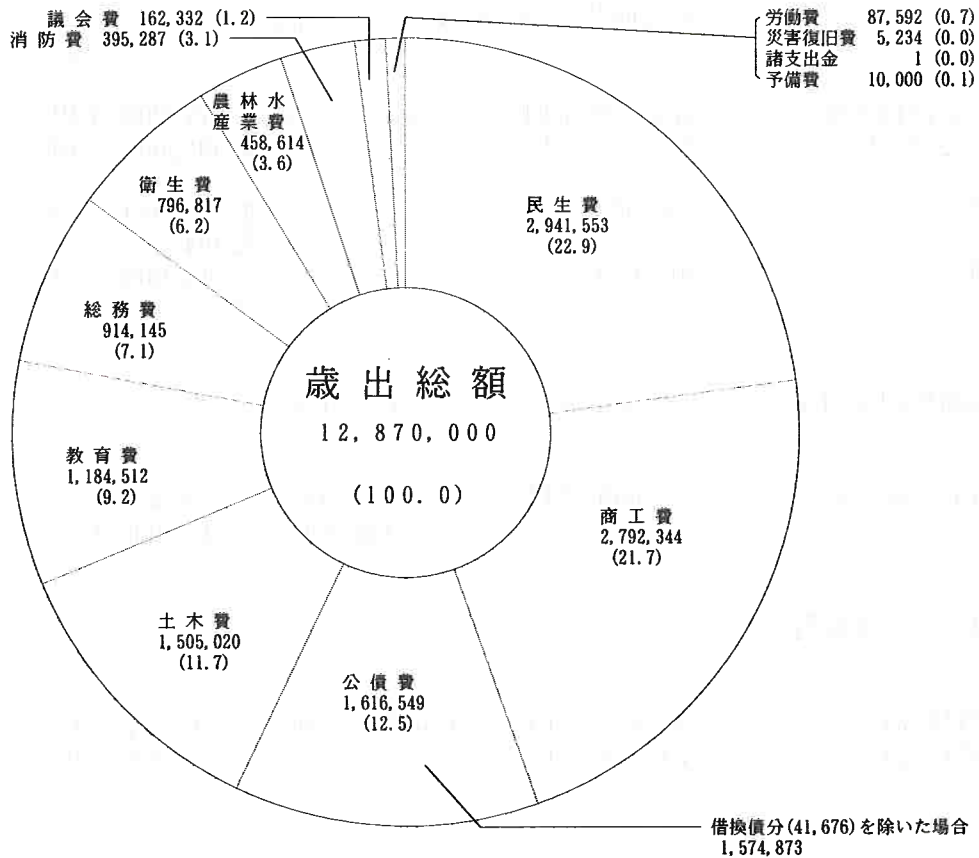 議会費 162,332 (1.2)
消防費 395,287 (3.1)
労働費 87,592 (0.7)
災害復旧費 5,234 (0.0)
諸支出金 1 (0.0)
予備費 10,000 (0.1)
農林水
産業費
458,614
(3.6)
衛生費
796,817
(6.2)
総務費
914,145
(7.1)
教育費
1,184,512
(9.2)
土木費
1,505,020
(11.7)
公債費
1,616,549
(12.5)
商工費
2,792,344
(21.7)
民生費
2,941,553
(22.9)
歳出総額
12,870,000
(100.0)
借換債分(41,676)を除いた場合
1,574,873